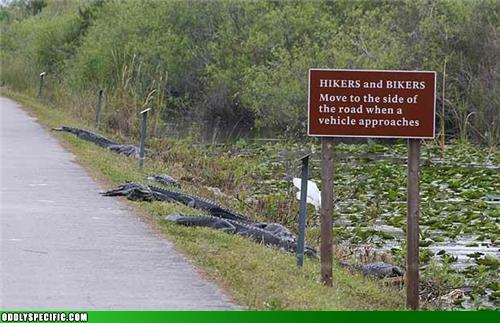 HIKERS and BIKERS
Move to the side of
the road when a
vehicle approaches
ODDLYSPECIFIC.COM